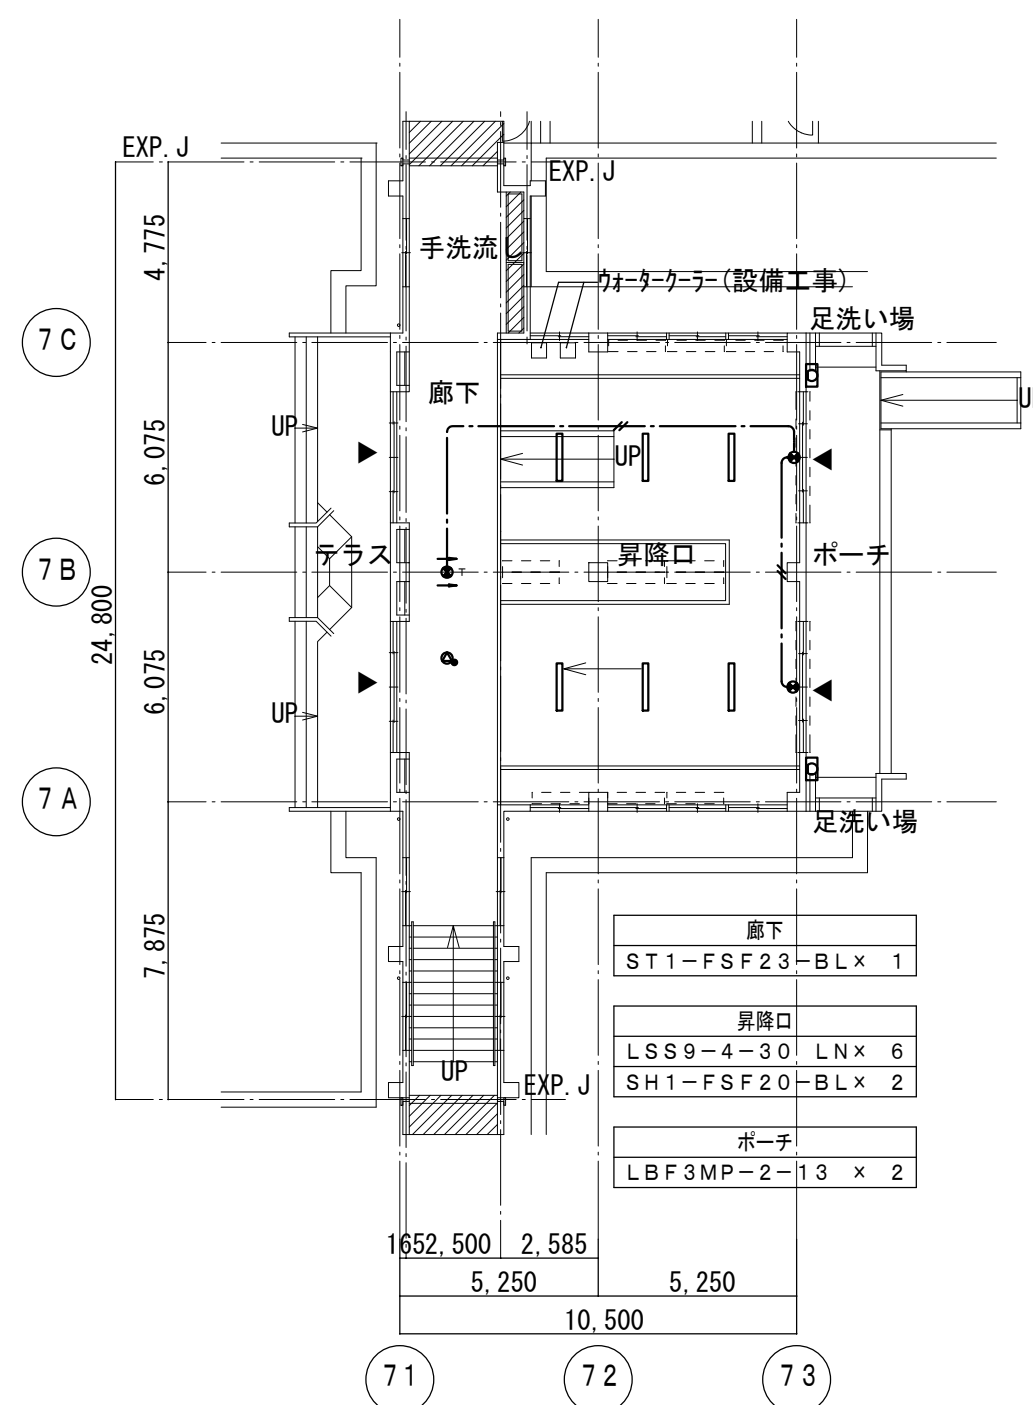 EXP. J
EXP. J
4,775
手洗流し
ウォータークーラー(設備工事)
足洗い場
7C
廊下
UP
UP
UP
6,075
7B
テラス
昇降口
ポーチ
T
24,800
6,075
UP
7A
足洗い場
7,875
廊下
ST1-FSF23-BL× 1
昇降口
LSS9-4-30 LN× 6
SH1-FSF20-BL× 2
UP
EXP. J
ポーチ
LBF3MP-2-13 × 2
165
2,500
2,585
5,250
5,250
10,500
71
72
73